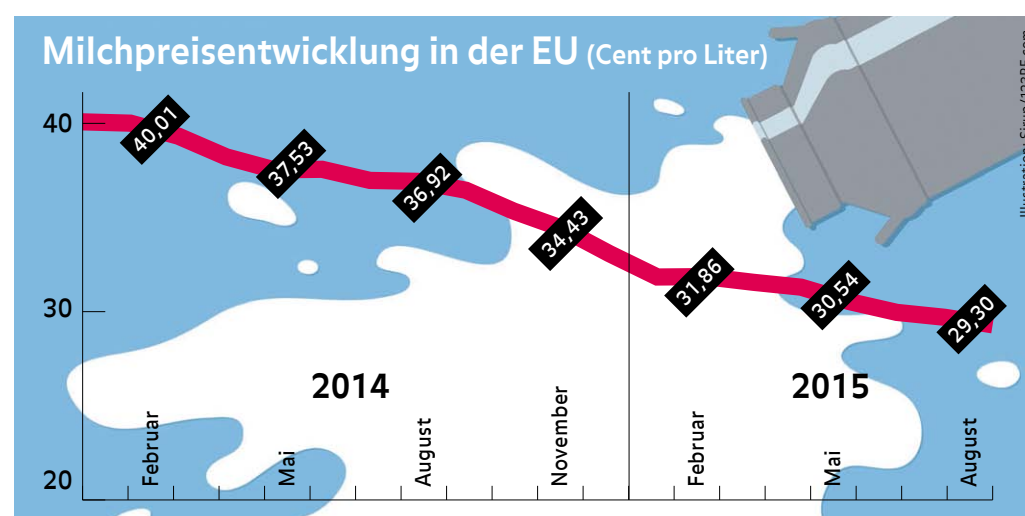 Milchpreisentwicklung in der EU (Cent pro Liter)
40
30
20
40,01
37,53
36,92
34,43
31,86
30,54
29,30
2014
2015
Februar
Mai
August
November
Februar
Mai
August